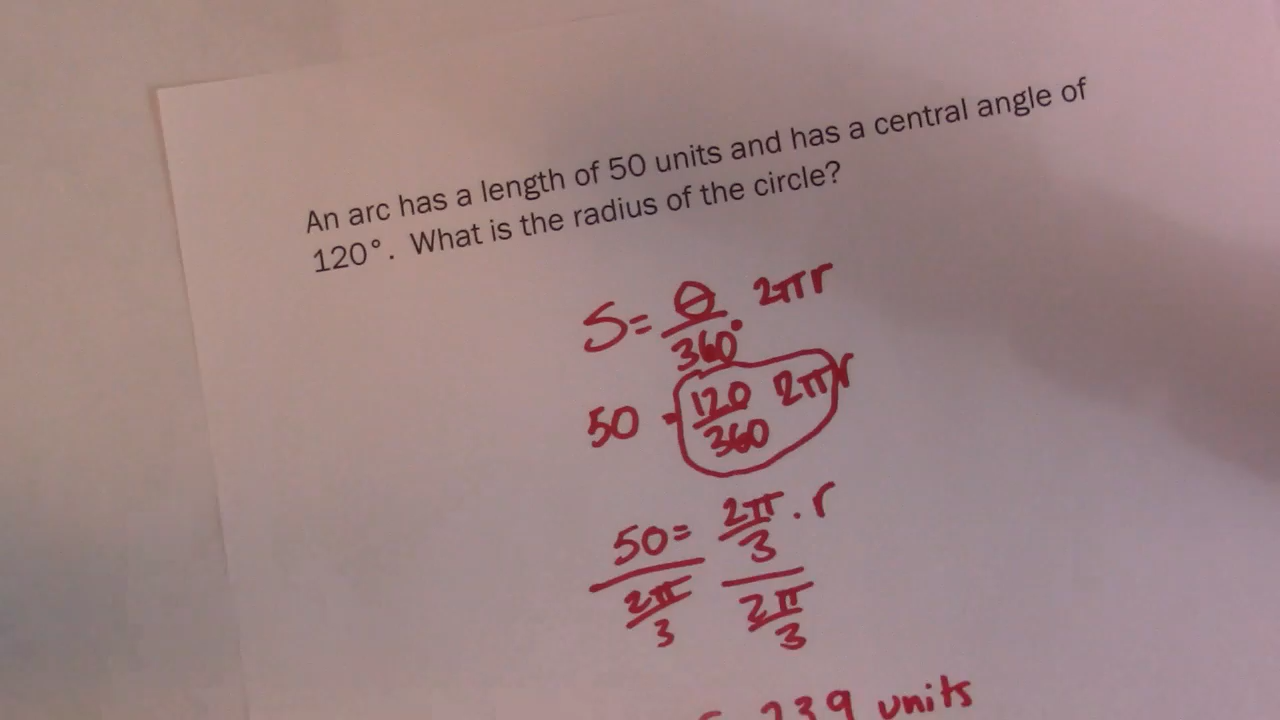 An arc has a length of 50 units and has a central angle of
120°. What is the radius of the circle?
S = θ/360° · 2πr
50 = 120/360 2πr
50 = 2π/3 · r
2π/3 2π/3
239 units